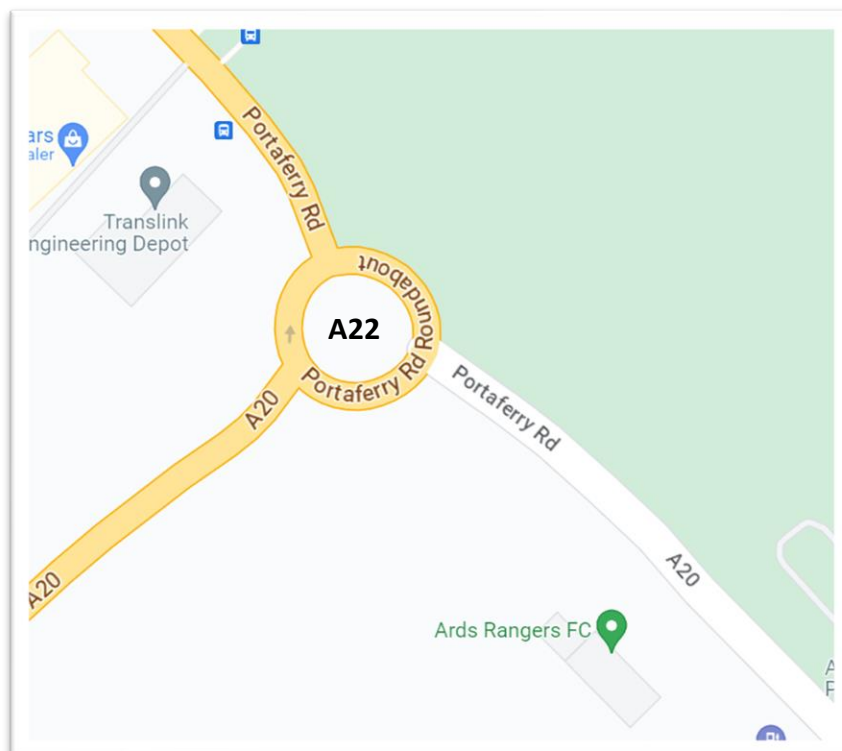 Portaferry Rd
ars
aler
Translink
ngineering Depot
Portaferry Rd Roundabout
A22
A20
Portaferry Rd
A20
A20
Ards Rangers FC
A
F